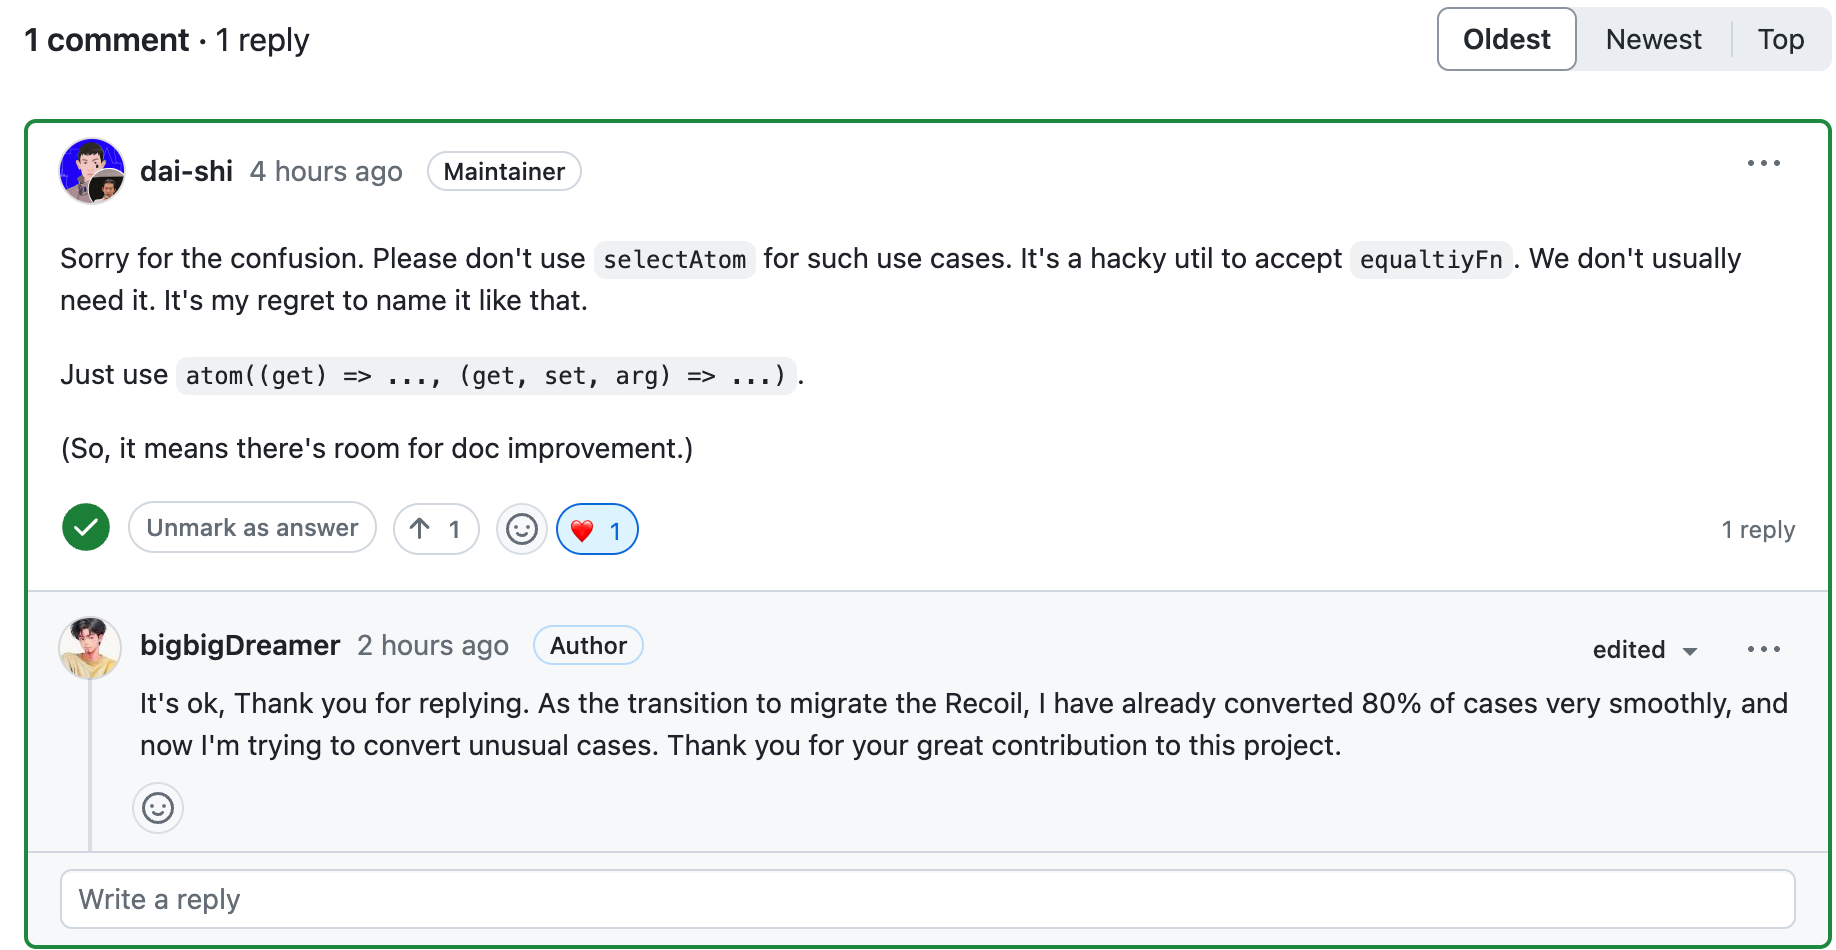 1 comment · 1 reply
Oldest Newest Top
dai-shi 4 hours ago Maintainer
Sorry for the confusion. Please don't use selectAtom for such use cases. It's a hacky util to accept equaltiyFn. We don't usually
need it. It's my regret to name it like that.
Just use atom((get) => ..., (get, set, arg) => ...).
(So, it means there's room for doc improvement.)
Unmark as answer ↑ 1 ❤️ 1 1 reply
bigbigDreamer 2 hours ago Author edited
It's ok, Thank you for replying. As the transition to migrate the Recoil, I have already converted 80% of cases very smoothly, and
now I'm trying to convert unusual cases. Thank you for your great contribution to this project.
Write a reply